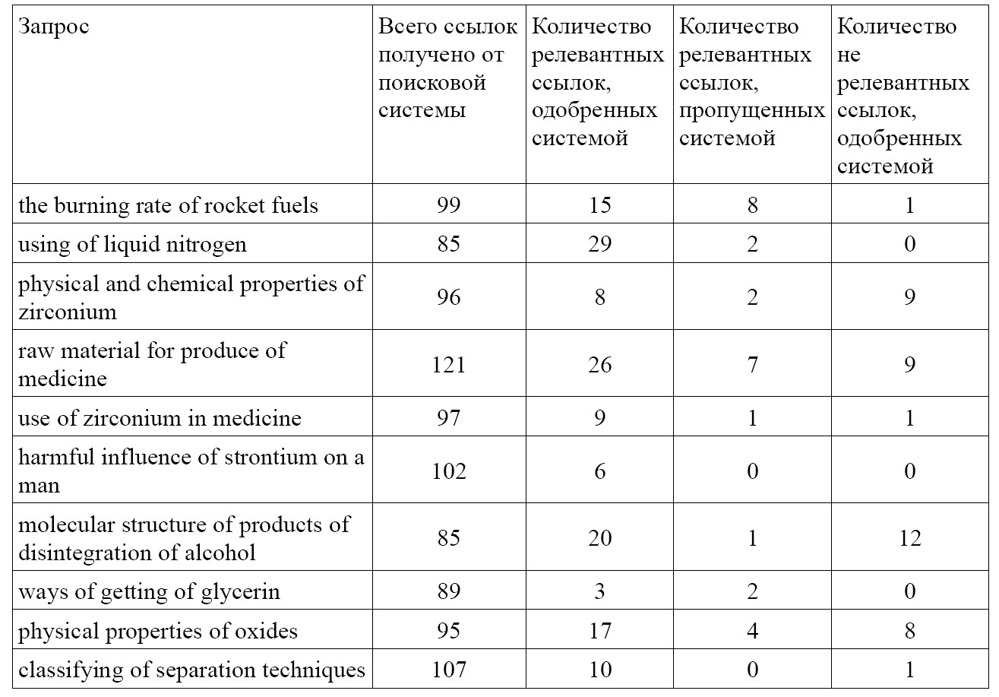 Запрос
Всего ссылок
получено от
поисковой
системы
Количество
релевантных
ссылок,
одобренных
системой
Количество
релевантных
ссылок,
пропущенных
системой
Количество
не
релевантных
ссылок,
одобренных
системой
the burning rate of rocket fuels 99 15 8 1
using of liquid nitrogen 85 29 2 0
physical and chemical properties of
zirconium 96 8 2 9
raw material for produce of
medicine 121 26 7 9
use of zirconium in medicine 97 9 1 1
harmful influence of strontium on a
man 102 6 0 0
molecular structure of products of
disintegration of alcohol 85 20 1 12
ways of getting of glycerin 89 3 2 0
physical properties of oxides 95 17 4 8
classifying of separation techniques 107 10 0 1